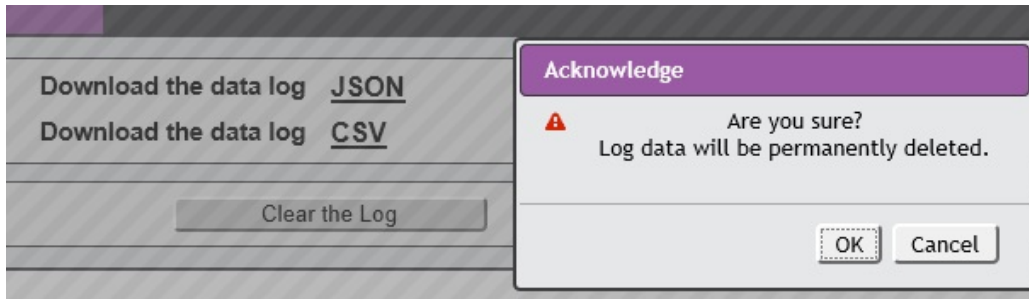 Download the data log JSON
Download the data log CSV
Clear the Log
Acknowledge
Are you sure?
Log data will be permanently deleted.
OK Cancel